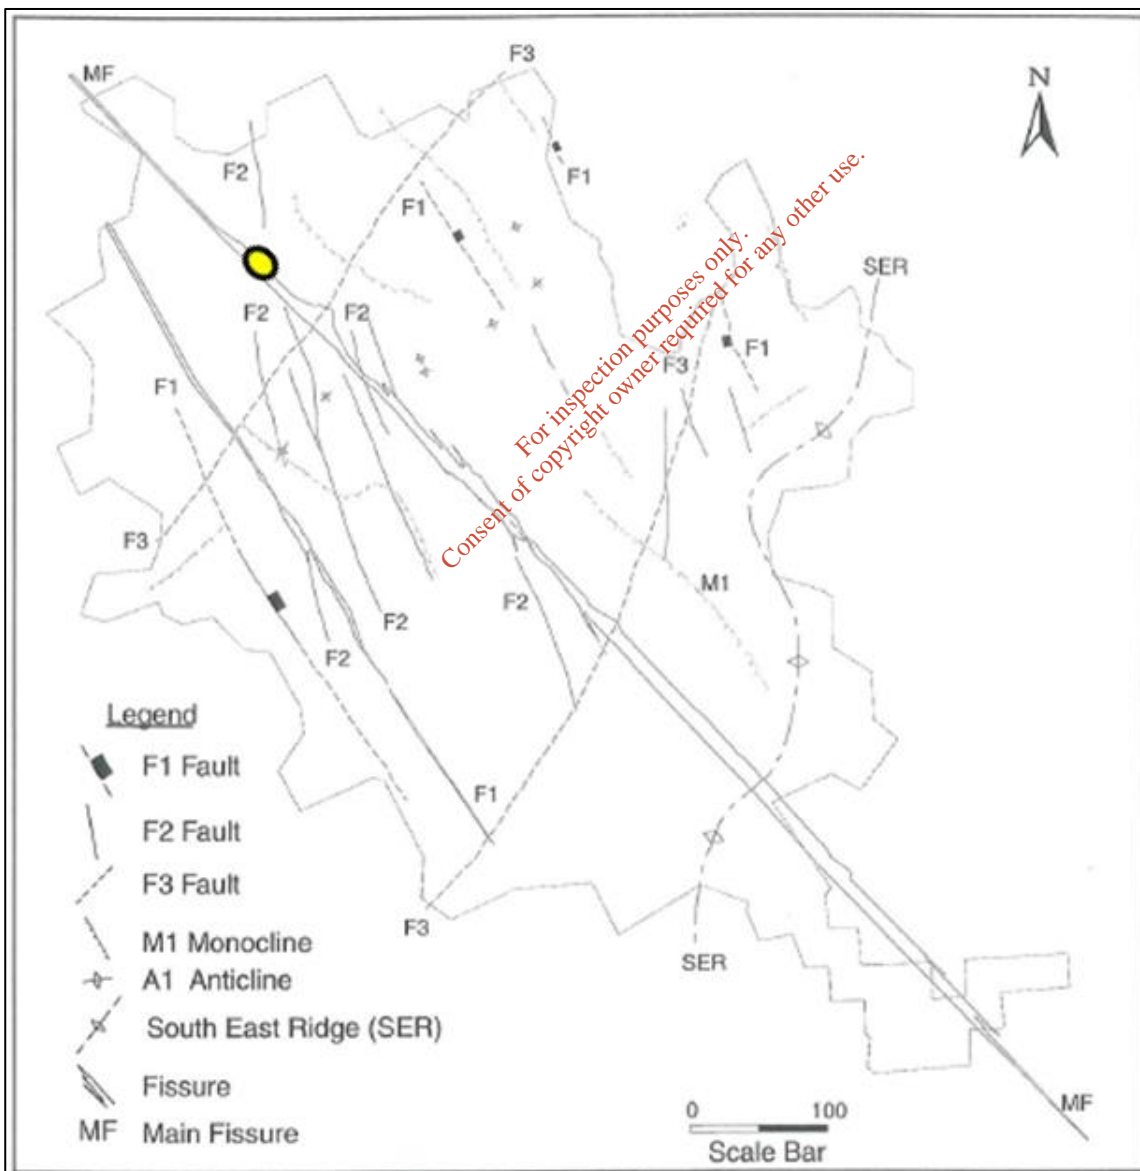 F3
MF
N
F2
F1
F1
For inspection purposes only.
Consent of copyright owner required for any other use.
SER
F2
F2
F1
F3
F1
F3
M1
F2
F2
F2
Legend
F1 Fault
F2 Fault
F3 Fault
M1 Monocline
A1 Anticline
South East Ridge (SER)
Fissure
MF Main Fissure
F1
F3
SER
MF
0 100
Scale Bar